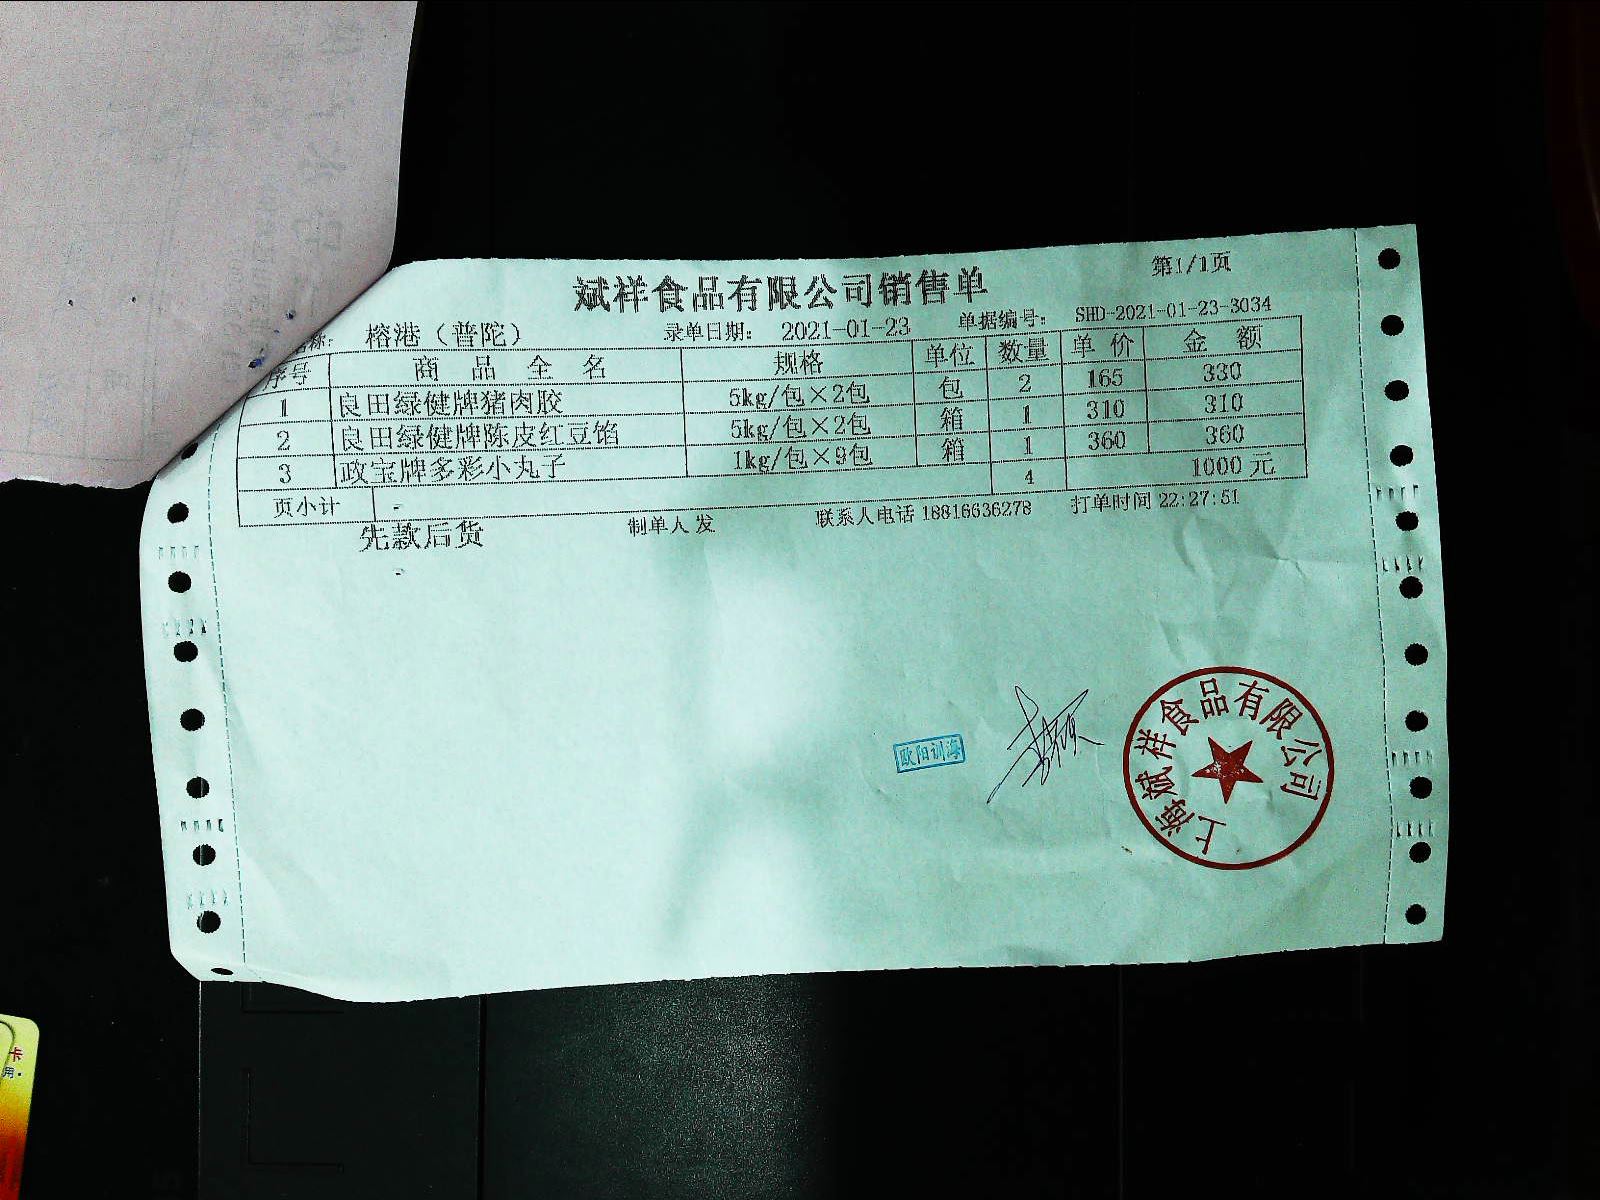 斌祥食品有限公司销售单
第1/1页
称： 榕港（普陀） 录单日期： 2021-01-23 单据编号： SHD-2021-01-23-3034
序号 商品全名 规格 单位 数量 单价 金额
1 良田绿健牌猪肉胶 5kg/包×2包 包 2 165 330
2 良田绿健牌陈皮红豆馅 5kg/包×2包 箱 1 310 310
3 政宝牌多彩小丸子 1kg/包×9包 箱 1 360 360
页小计 4 1000元
先款后货 制单人 发 联系人电话 18816636278 打单时间 22:27:51
欧阳训海
上海斌祥食品有限公司
卡
用·